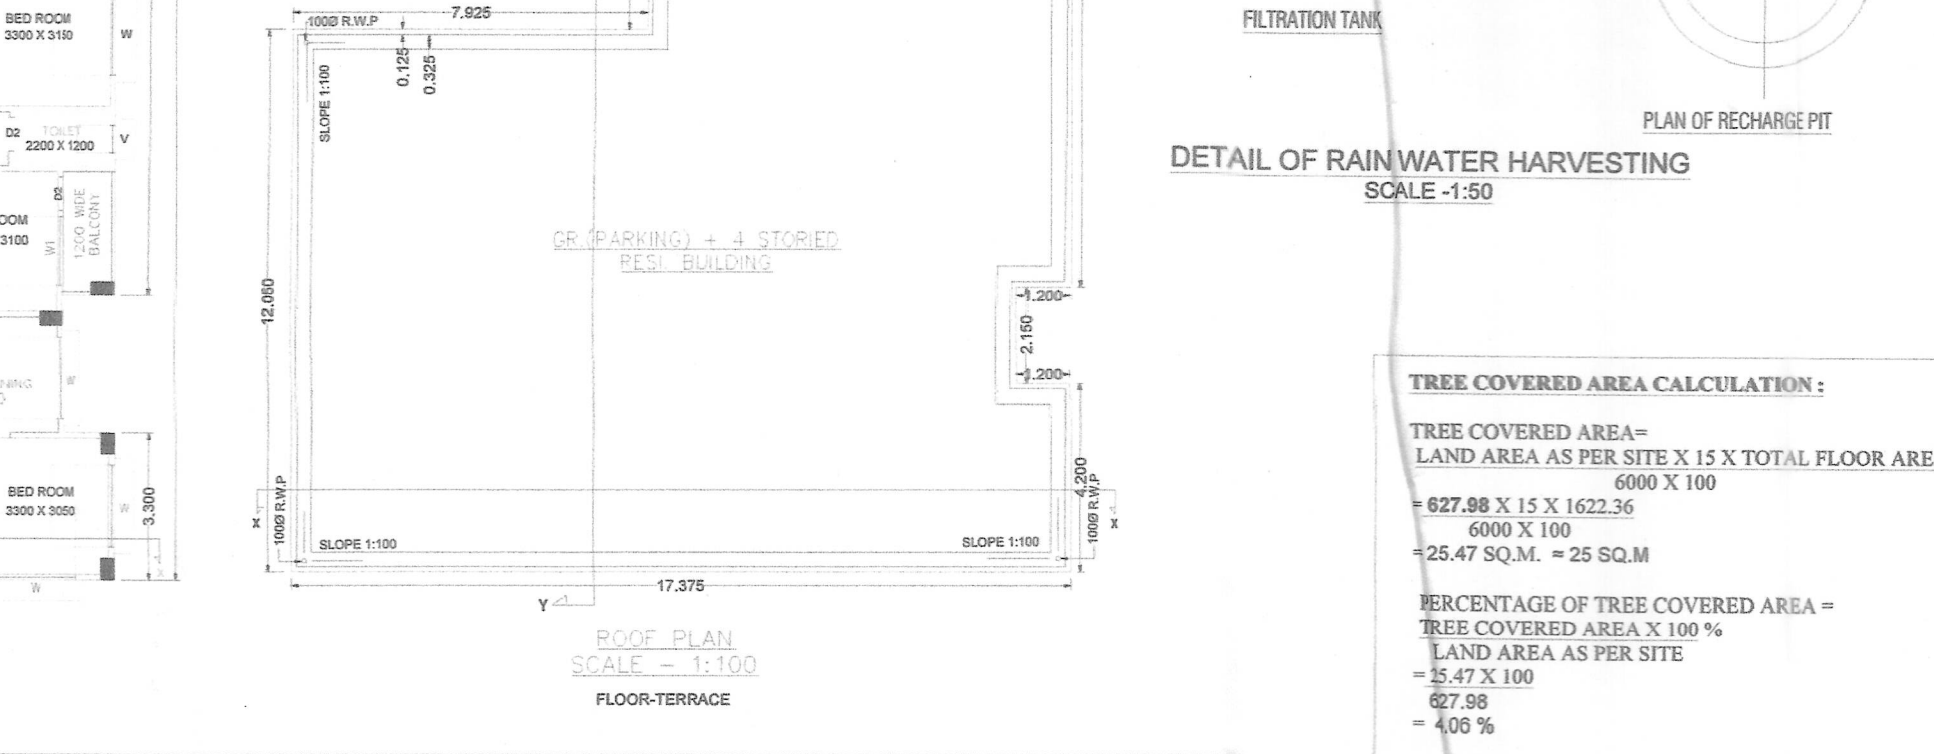 BED ROOM
3300 X 3150
W
D2
TOILET
2200 X 1200
V
D2
OOM
3100
W1
1200 WIDE
BALCONY
W
BED ROOM
3300 X 3050
W
3.300
X
W
7.925
100Ø R.W.P
0.125
0.325
SLOPE 1:100
12.050
GR.(PARKING) + 4 STORIED
RESI. BUILDING
1.200
2.150
1.200
4.200
100Ø R.W.P
X
100Ø R.W.P
X
SLOPE 1:100
SLOPE 1:100
17.375
Y
ROOF PLAN
SCALE - 1:100
FLOOR-TERRACE
FILTRATION TANK
PLAN OF RECHARGE PIT
DETAIL OF RAIN WATER HARVESTING
SCALE -1:50
TREE COVERED AREA CALCULATION :
TREE COVERED AREA=
LAND AREA AS PER SITE X 15 X TOTAL FLOOR ARE
6000 X 100
= 627.98 X 15 X 1622.36
6000 X 100
= 25.47 SQ.M. ≈ 25 SQ.M
PERCENTAGE OF TREE COVERED AREA =
TREE COVERED AREA X 100 %
LAND AREA AS PER SITE
= 25.47 X 100
627.98
= 4.06 %